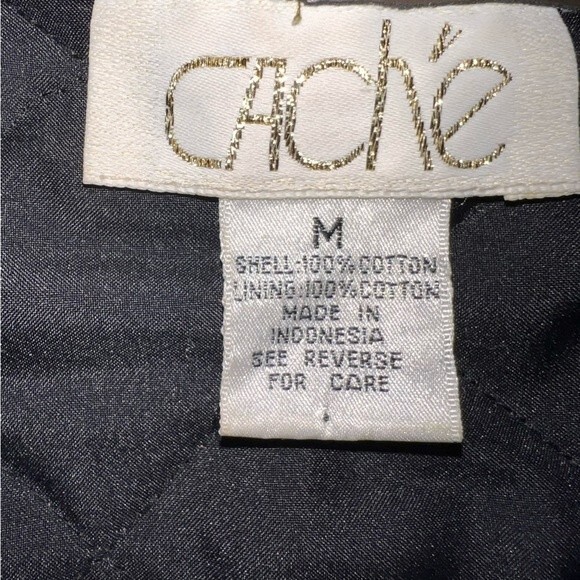 CAChé
M
SHELL:100% COTTON
LINING:100% COTTON
MADE IN
INDONESIA
SEE REVERSE
FOR CARE